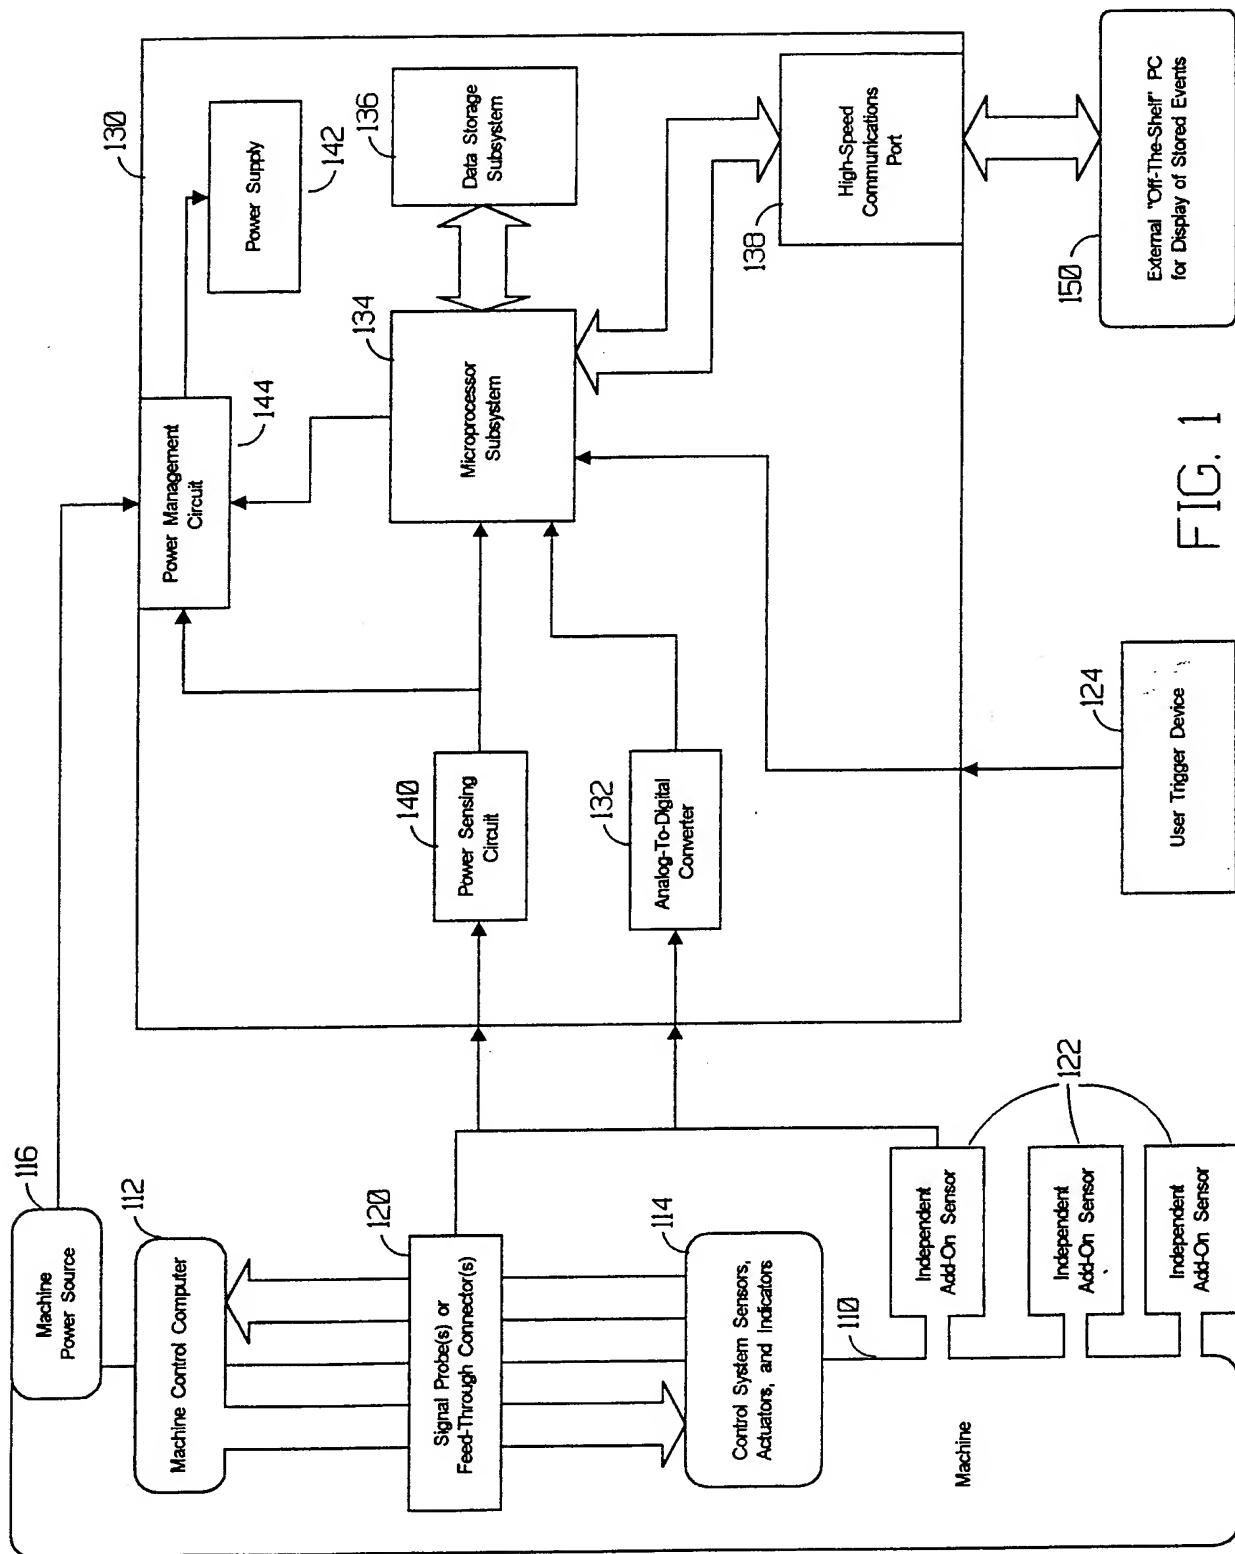 Machine
Power Source
116
Machine Control Computer
112
Signal Probe(s) or
Feed-Through Connector(s)
120
Control System Sensors,
Actuators, and Indicators
114
110
Machine
Independent
Add-On Sensor
Independent
Add-On Sensor
Independent
Add-On Sensor
122
130
Power Management
Circuit
144
Power Supply
142
Power Sensing
Circuit
140
Microprocessor
Subsystem
134
Data Storage
Subsystem
136
Analog-To-Digital
Converter
132
High-Speed
Communications
Port
138
User Trigger Device
124
External "Off-The-Shelf" PC
for Display of Stored Events
150
FIG. 1